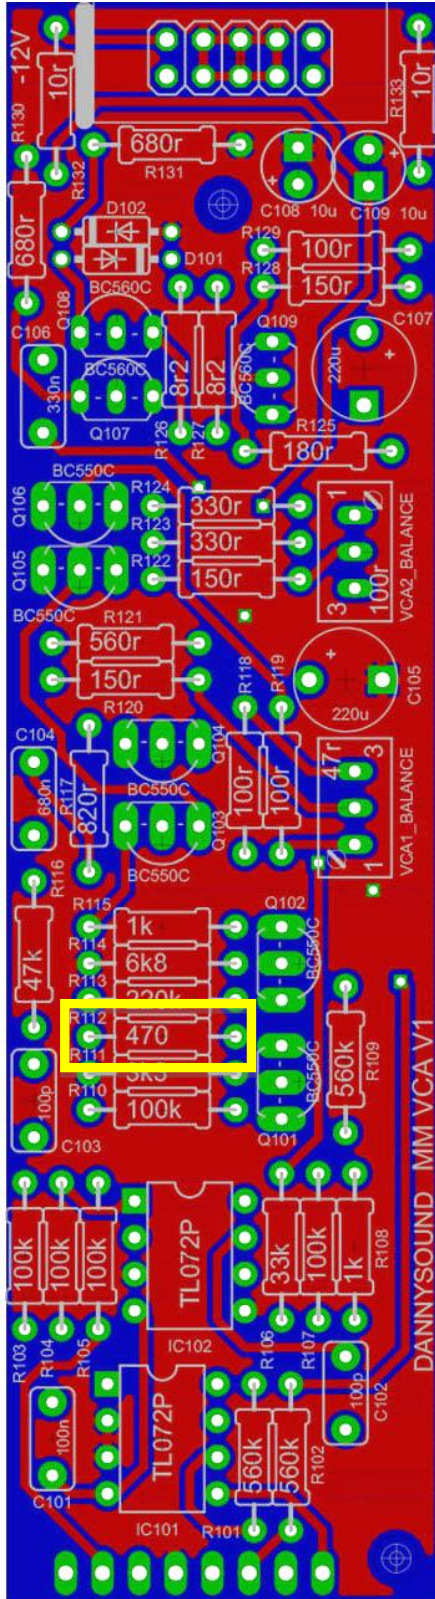 -12V
10r
R130
10r
R133
R132
680r
R131
C108 10u
C109 10u
680r
D102
D101
R129
100r
R128
150r
BC560C
Q108
C106
330n
BC560C
Q107
8r2
8r2
R126
R127
Q109
BC560C
C107
220u
R125
180r
BC550C
Q106
R124
330r
R123
330r
R122
150r
Q105
BC550C
1
3
100r
VCA2_BALANCE
R121
560r
150r
R120
R118
R119
C105
220u
C104
680n
R117
820r
Q104
BC550C
Q103
BC550C
100r
100r
47r
3
1
VCA1_BALANCE
R116
47k
R115
1k
R114
6k8
R113
220k
R112
470
R111
3k3
R110
100k
Q102
BC550C
BC550C
Q101
560k
R109
100p
C103
DANNYSOUND MM VCA V1
100k
100k
100k
R103
R104
R105
TL072P
IC102
33k
100k
1k
R108
R106
R107
100p
C102
100n
C101
TL072P
IC101
560k
560k
R102
R101